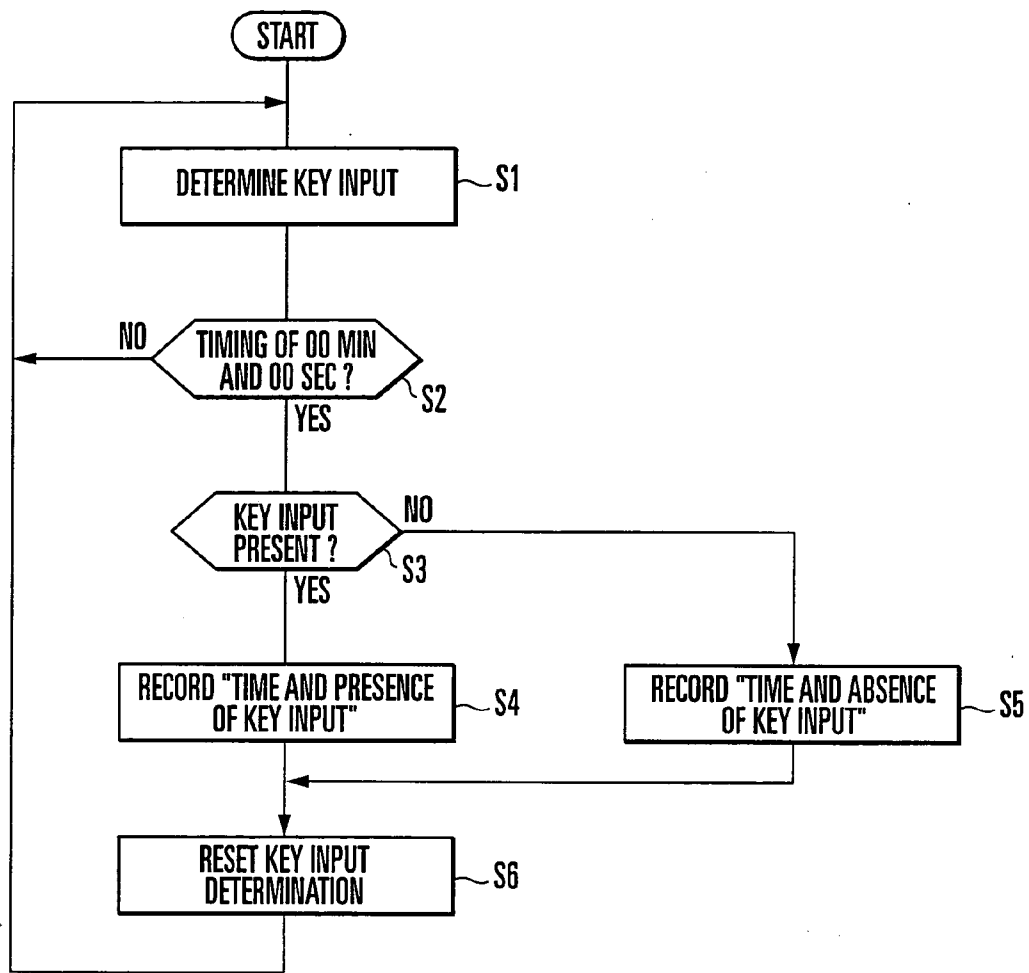 START
DETERMINE KEY INPUT
S1
NO
TIMING OF 00 MIN
AND 00 SEC ?
S2
YES
KEY INPUT
PRESENT ?
NO
S3
YES
RECORD "TIME AND PRESENCE
OF KEY INPUT"
S4
RECORD "TIME AND ABSENCE
OF KEY INPUT"
S5
RESET KEY INPUT
DETERMINATION
S6